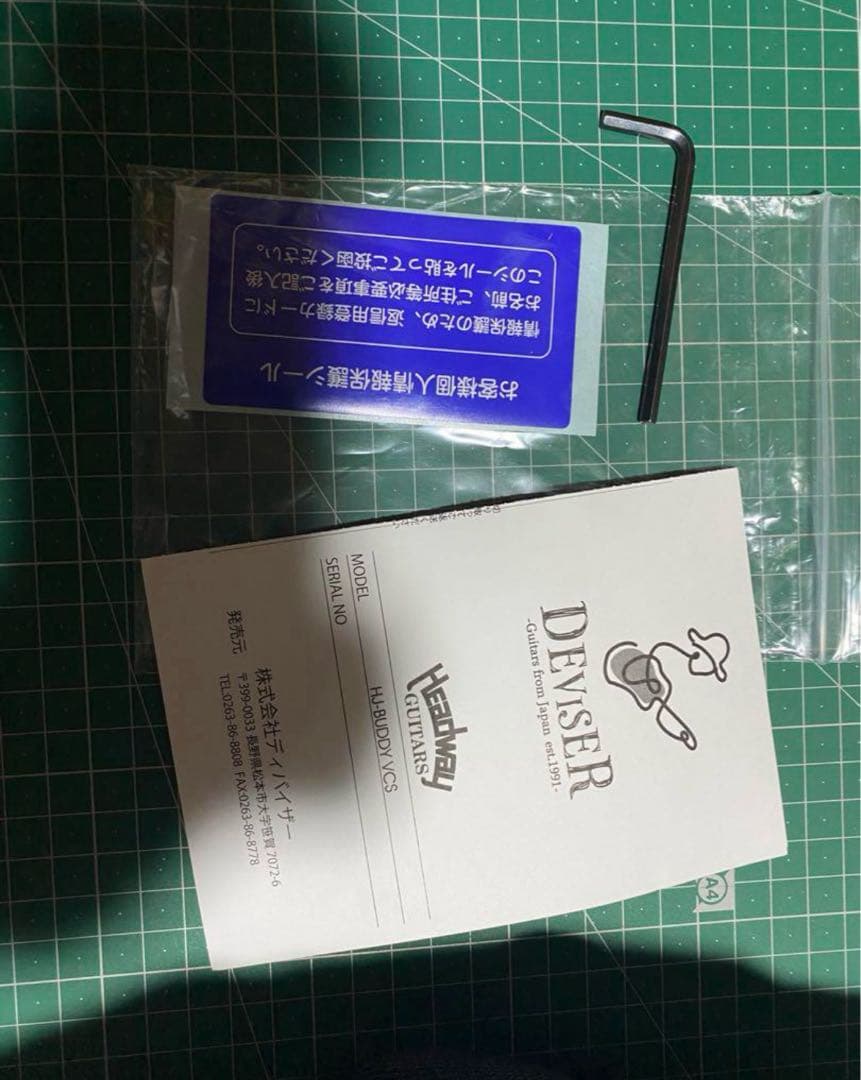 お客様個人情報保護シール
情報保護のため、返信用登録カードに
お名前、ご住所等必要事項をご記入後
このシールを貼ってご投函ください。
DEVISER
-Guitars from Japan est.1991-
Headway
GUITARS
MODEL HJ-BUDDY VCS
SERIAL NO
発売元
株式会社ディバイザー
〒399-0033 長野県松本市大字笹賀 7072-6
TEL.0263-86-8808 FAX:0263-86-8778
A4